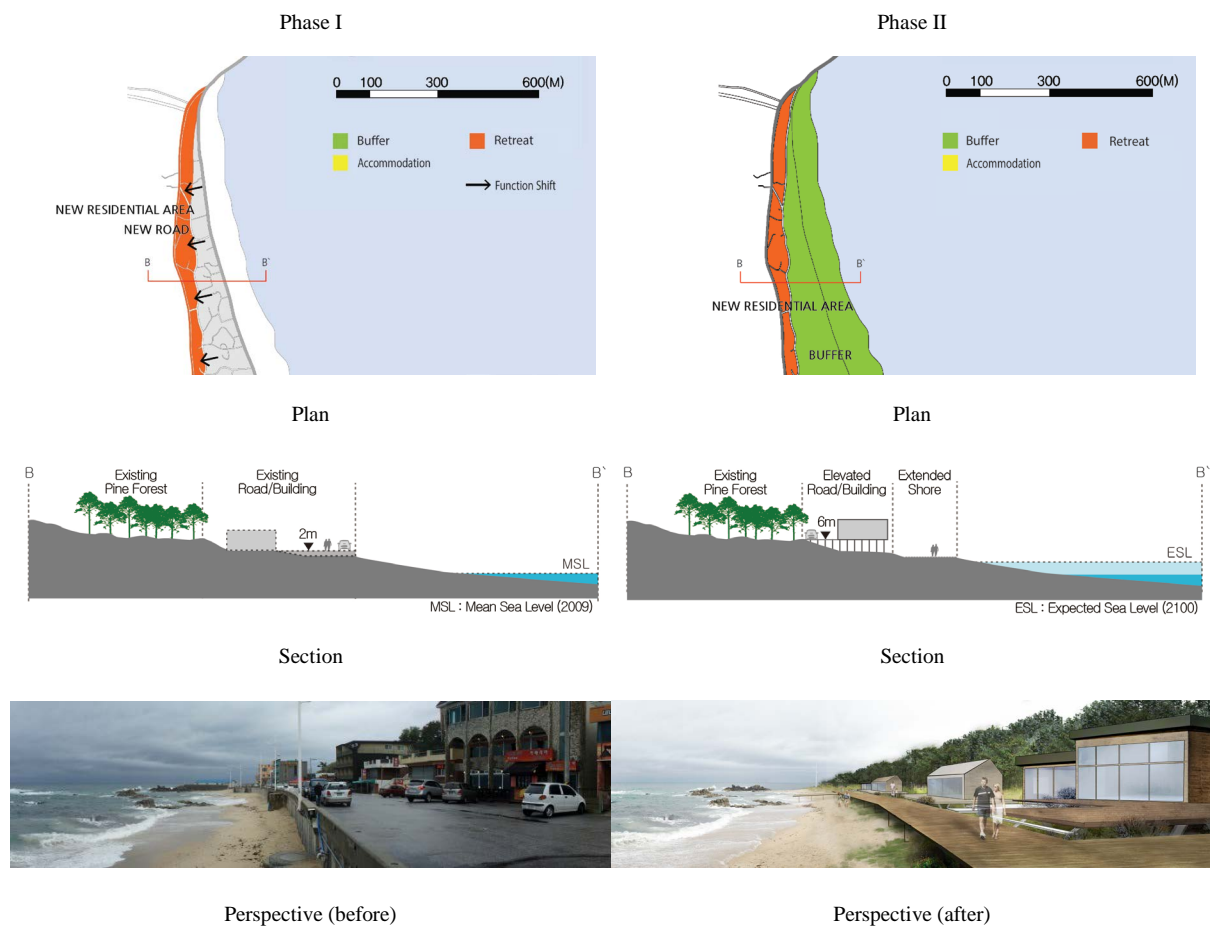 Phase I
Phase II
0 100 300 600(M)
Buffer Retreat
Accommodation
Function Shift
NEW RESIDENTIAL AREA
NEW ROAD
B B`
0 100 300 600(M)
Buffer Retreat
Accommodation
B B`
NEW RESIDENTIAL AREA
BUFFER
Plan
Plan
B B`
Existing
Pine Forest
Existing
Road/Building
2m
MSL
MSL : Mean Sea Level (2009)
B B`
Existing
Pine Forest
Elevated
Road/Building
Extended
Shore
6m
ESL
ESL : Expected Sea Level (2100)
Section
Section
Perspective (before)
Perspective (after)